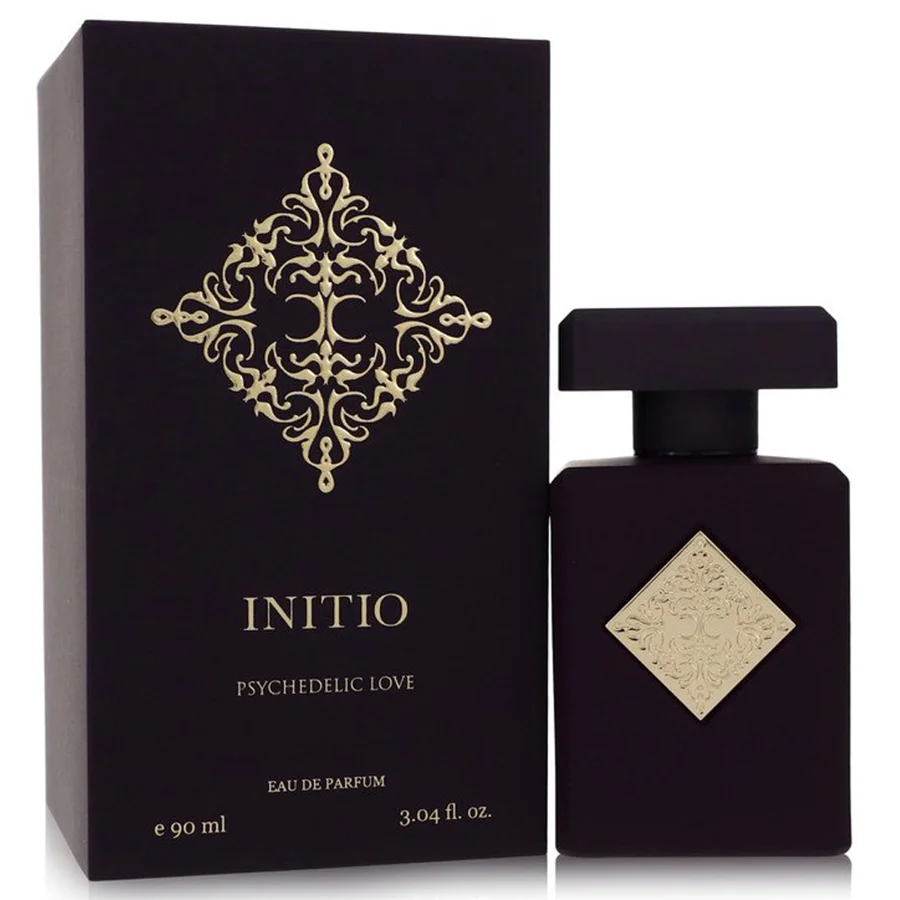 INITIO
PSYCHEDELIC LOVE
EAU DE PARFUM
e 90 ml
3.04 fl. oz.